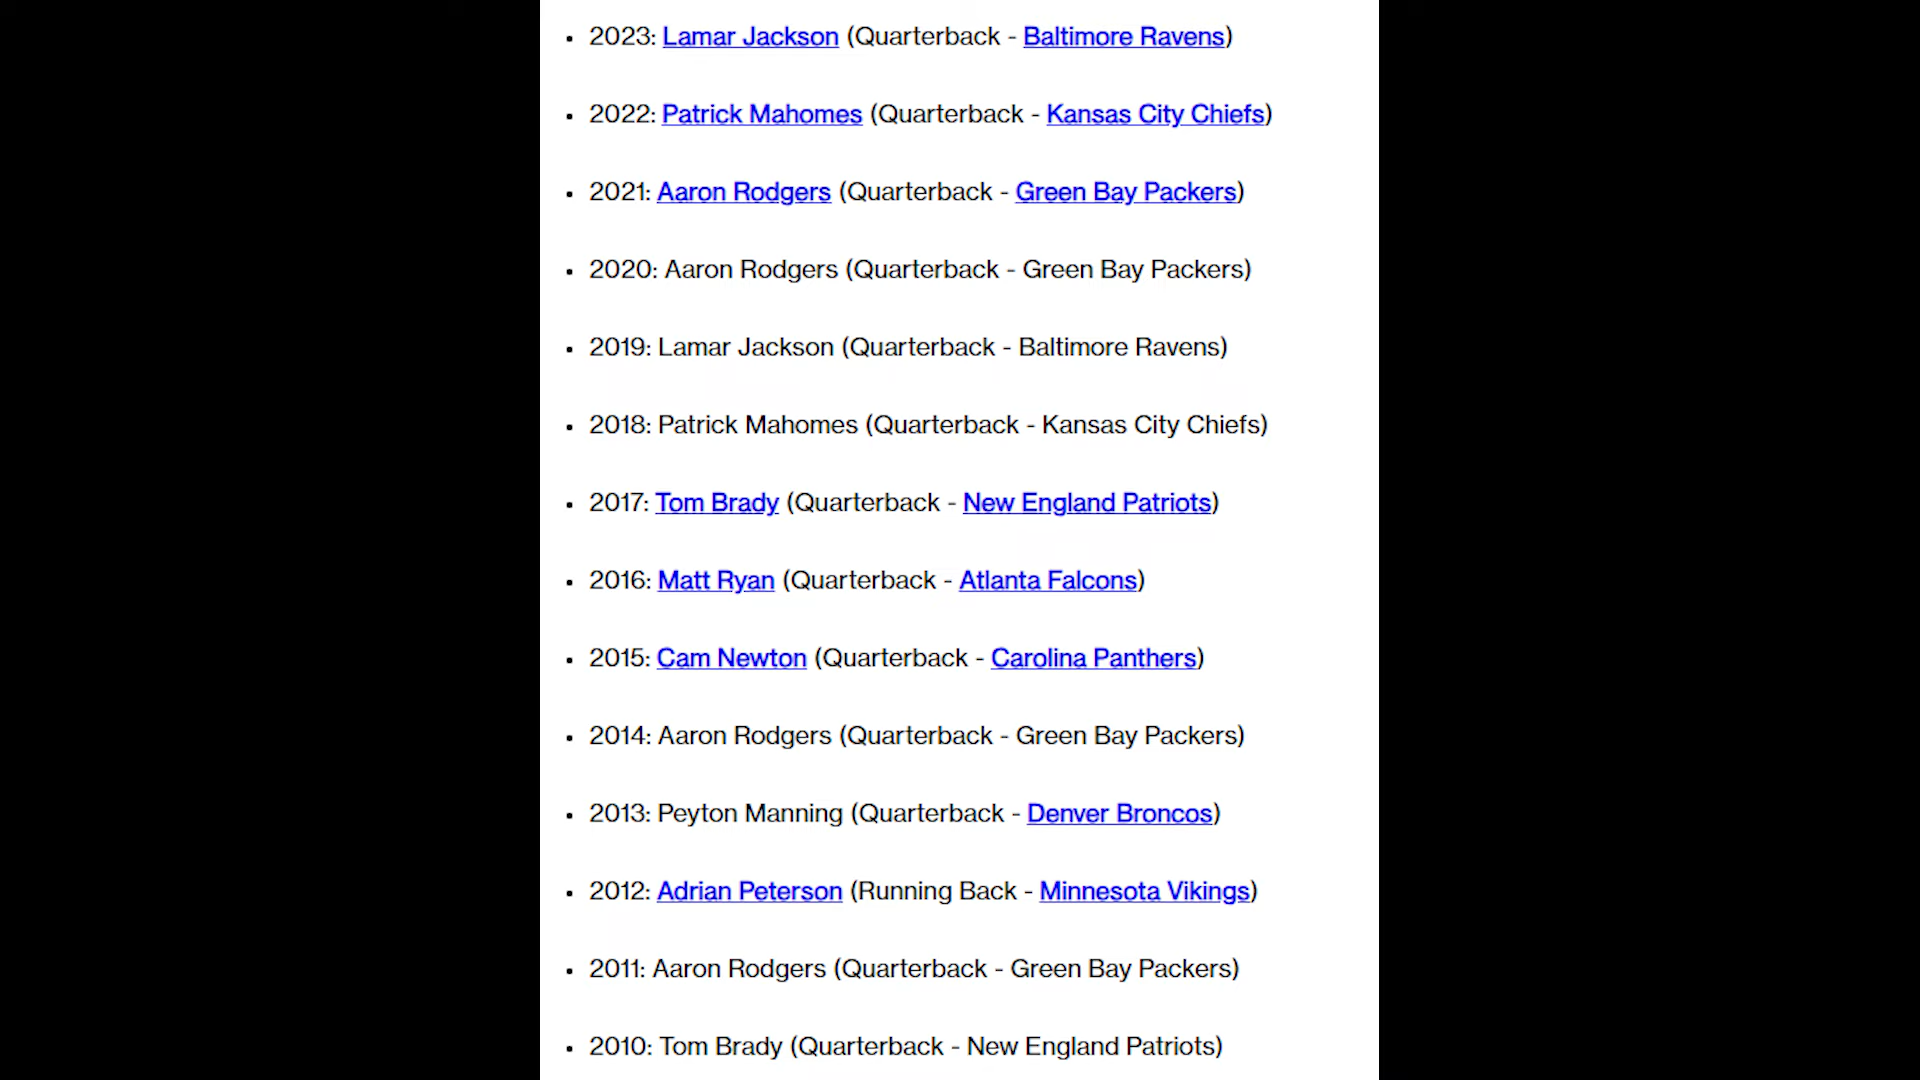 • 2023: Lamar Jackson (Quarterback - Baltimore Ravens)
• 2022: Patrick Mahomes (Quarterback - Kansas City Chiefs)
• 2021: Aaron Rodgers (Quarterback - Green Bay Packers)
• 2020: Aaron Rodgers (Quarterback - Green Bay Packers)
• 2019: Lamar Jackson (Quarterback - Baltimore Ravens)
• 2018: Patrick Mahomes (Quarterback - Kansas City Chiefs)
• 2017: Tom Brady (Quarterback - New England Patriots)
• 2016: Matt Ryan (Quarterback - Atlanta Falcons)
• 2015: Cam Newton (Quarterback - Carolina Panthers)
• 2014: Aaron Rodgers (Quarterback - Green Bay Packers)
• 2013: Peyton Manning (Quarterback - Denver Broncos)
• 2012: Adrian Peterson (Running Back - Minnesota Vikings)
• 2011: Aaron Rodgers (Quarterback - Green Bay Packers)
• 2010: Tom Brady (Quarterback - New England Patriots)